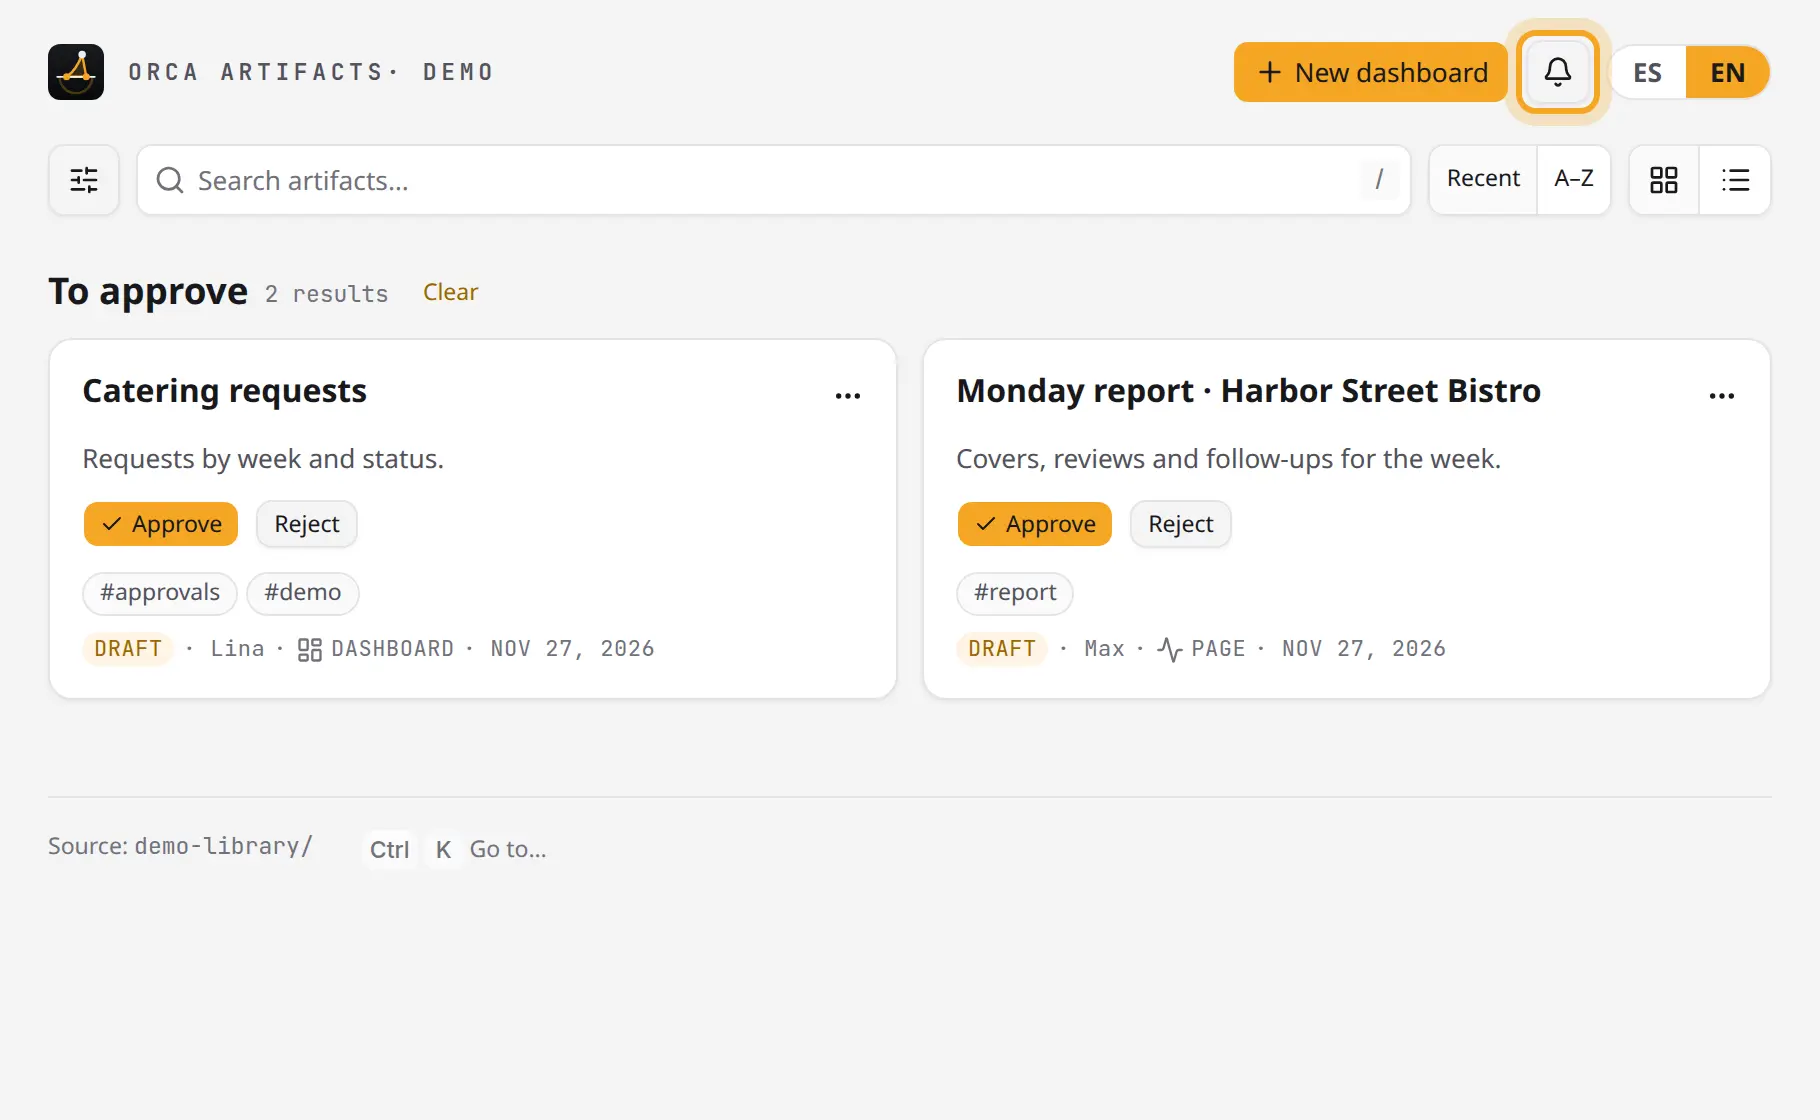 ORCA ARTIFACTS· DEMO
+ New dashboard
ES
EN
Search artifacts...
/
Recent
A–Z
To approve
2 results
Clear
Catering requests
Requests by week and status.
Approve
Reject
#approvals
#demo
DRAFT · Lina · DASHBOARD · NOV 27, 2026
Monday report · Harbor Street Bistro
Covers, reviews and follow-ups for the week.
Approve
Reject
#report
DRAFT · Max · PAGE · NOV 27, 2026
Source: demo-library/
Ctrl K Go to...